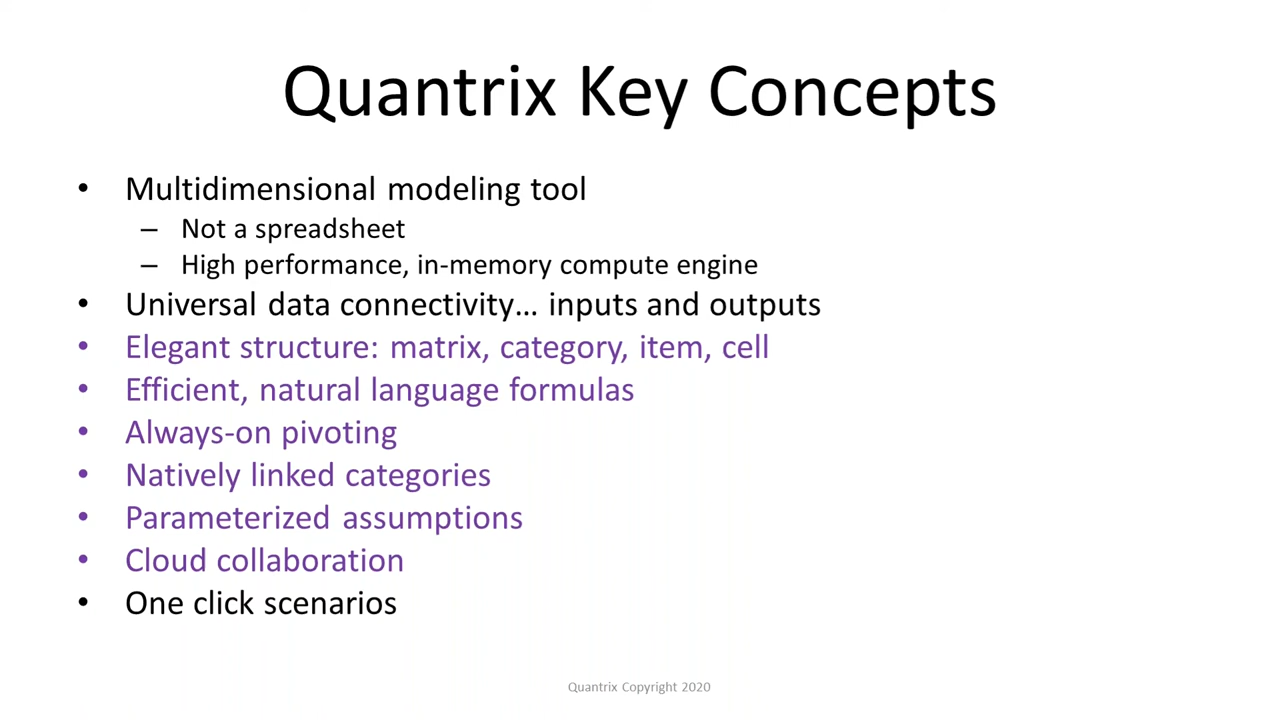 Quantrix Key Concepts
• Multidimensional modeling tool
– Not a spreadsheet
– High performance, in-memory compute engine
• Universal data connectivity... inputs and outputs
• Elegant structure: matrix, category, item, cell
• Efficient, natural language formulas
• Always-on pivoting
• Natively linked categories
• Parameterized assumptions
• Cloud collaboration
• One click scenarios
Quantrix Copyright 2020